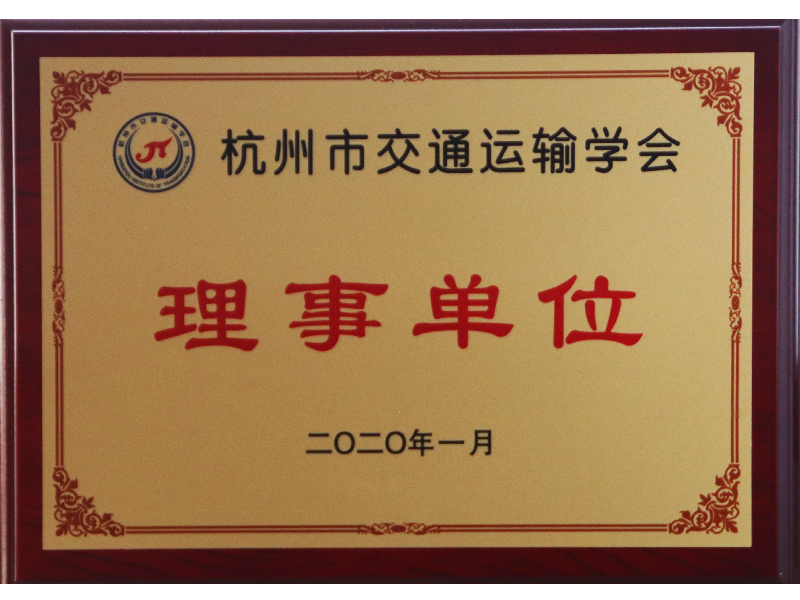 杭州市交通运输学会
理事单位
二〇二〇年一月